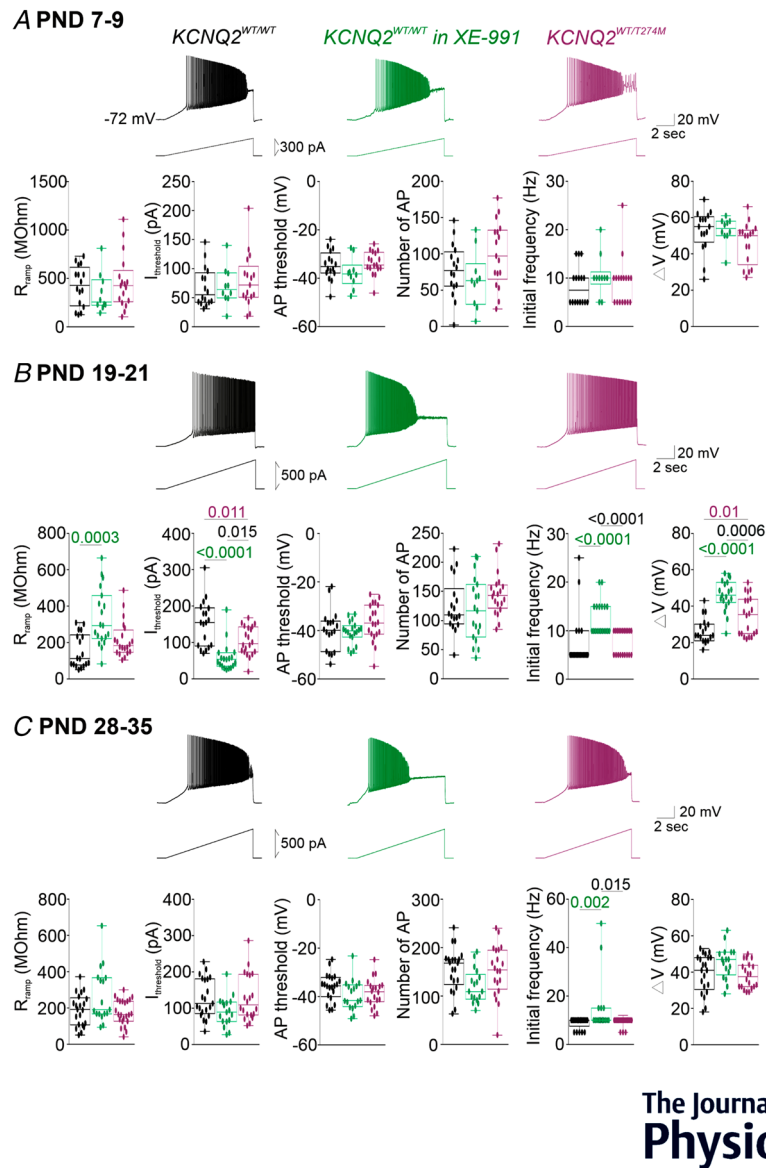 A PND 7-9
KCNQ2WT/WT KCNQ2WT/WT in XE-991 KCNQ2WT/T274M
-72 mV
20 mV
2 sec
300 pA
Rramp (MOhm) 1500 1000 500 0
Ithreshold (pA) 250 200 150 100 50 0
AP threshold (mV) 0 -20 -40 -60
Number of AP 200 150 100 50 0
Initial frequency (Hz) 30 20 10 0
△V (mV) 80 60 40 20 0
B PND 19-21
20 mV
2 sec
500 pA
Rramp (MOhm) 800 600 400 200 0 0.0003
Ithreshold (pA) 400 300 200 100 0 0.011 0.015 <0.0001
AP threshold (mV) 0 -20 -40 -60
Number of AP 250 200 150 100 50 0
Initial frequency (Hz) 30 20 10 0 <0.0001 <0.0001
△V (mV) 80 60 40 20 0 0.01 0.0006 <0.0001
C PND 28-35
20 mV
2 sec
500 pA
Rramp (MOhm) 800 600 400 200 0
Ithreshold (pA) 400 300 200 100 0
AP threshold (mV) 0 -20 -40 -60
Number of AP 300 200 100 0
Initial frequency (Hz) 60 40 20 0 0.015 0.002
△V (mV) 80 60 40 20 0
The Journa
Physio